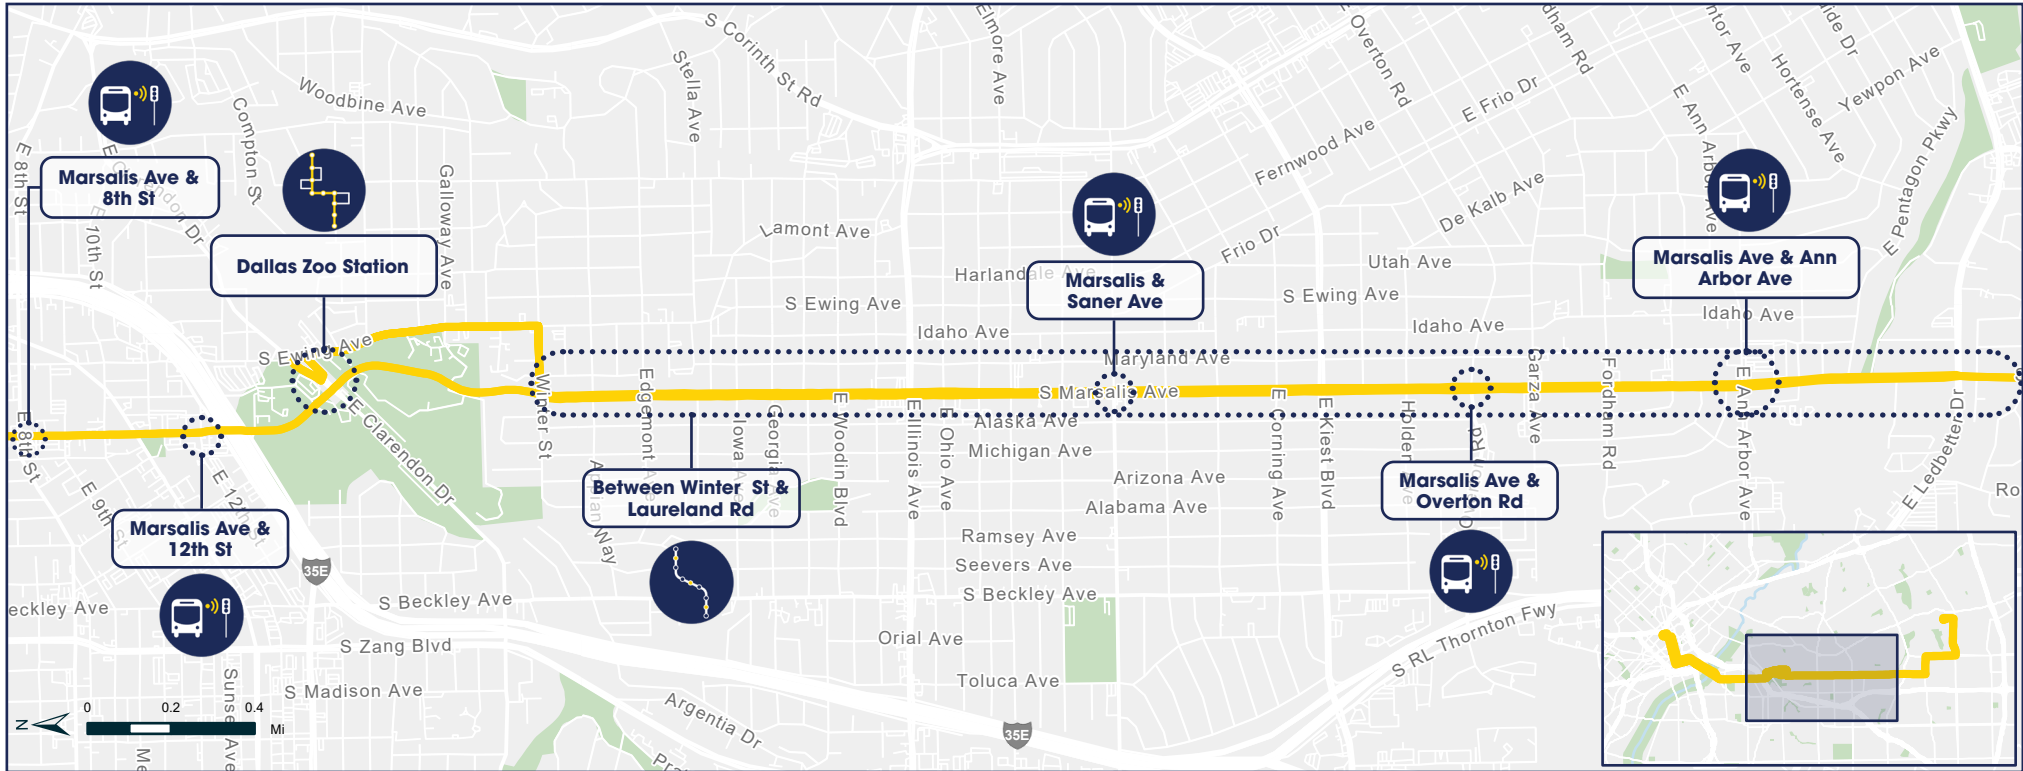 S Corinth St Rd
Elmore Ave
E Overton Rd
Hortense Ave
Yewpon Ave
Woodbine Ave
Stella Ave
E Frio Dr
Compton St
Fernwood Ave
E Pentagon Pkwy
E 8th St
Marsalis Ave &
8th St
E 10th St
Galloway Ave
Lamont Ave
De Kalb Ave
Frio Dr
Dallas Zoo Station
Harlandale Ave
Utah Ave
Marsalis &
Saner Ave
Marsalis Ave & Ann
Arbor Ave
S Ewing Ave
S Ewing Ave
Idaho Ave
Idaho Ave
Idaho Ave
S Ewing Ave
Maryland Ave
S Marsalis Ave
Winter St
Edgemont Ave
Iowa Ave
Georgia Ave
E Woodin Blvd
E Illinois Ave
E Ohio Ave
E Corning Ave
E Kiest Blvd
Garza Ave
Fordham Rd
E Ann Arbor Ave
E Ledbetter Dr
E 8th St
E Clarendon Dr
Alaska Ave
Michigan Ave
Arizona Ave
Alabama Ave
E 9th St
E 12th St
Between Winter St &
Laureland Rd
Marsalis Ave &
Overton Rd
Marsalis Ave &
12th St
Ramsey Ave
Seevers Ave
S Beckley Ave
35E
eckley Ave
S Beckley Ave
S Zang Blvd
Orial Ave
S RL Thornton Fwy
S Madison Ave
Toluca Ave
Argentia Dr
35E
N
0 0.2 0.4
Mi